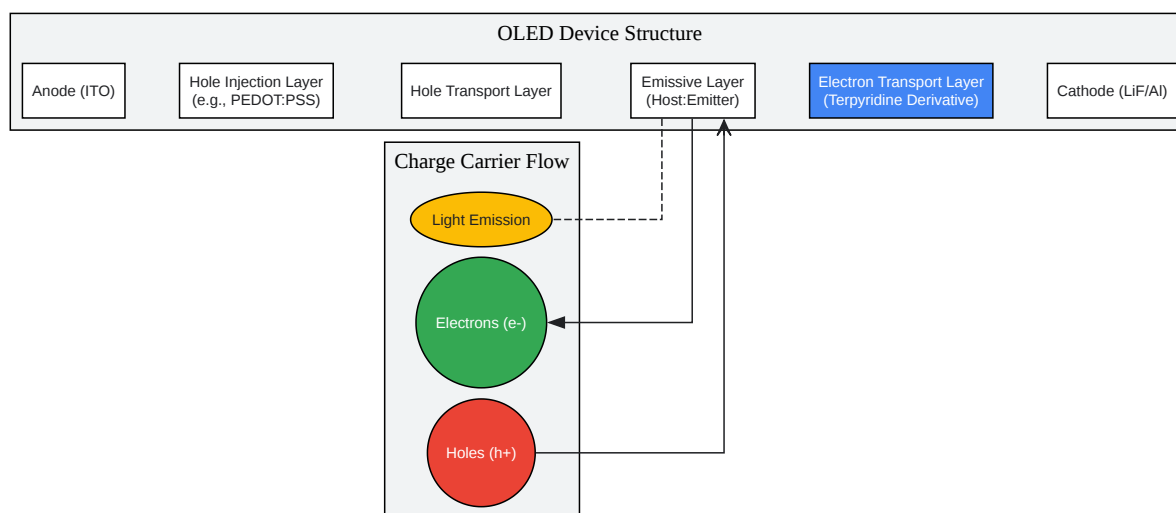 OLED Device Structure
Anode (ITO)
Hole Injection Layer
(e.g., PEDOT:PSS)
Hole Transport Layer
Emissive Layer
(Host:Emitter)
Electron Transport Layer
(Terpyridine Derivative)
Cathode (LiF/Al)
Charge Carrier Flow
Light Emission
Electrons (e-)
Holes (h+)